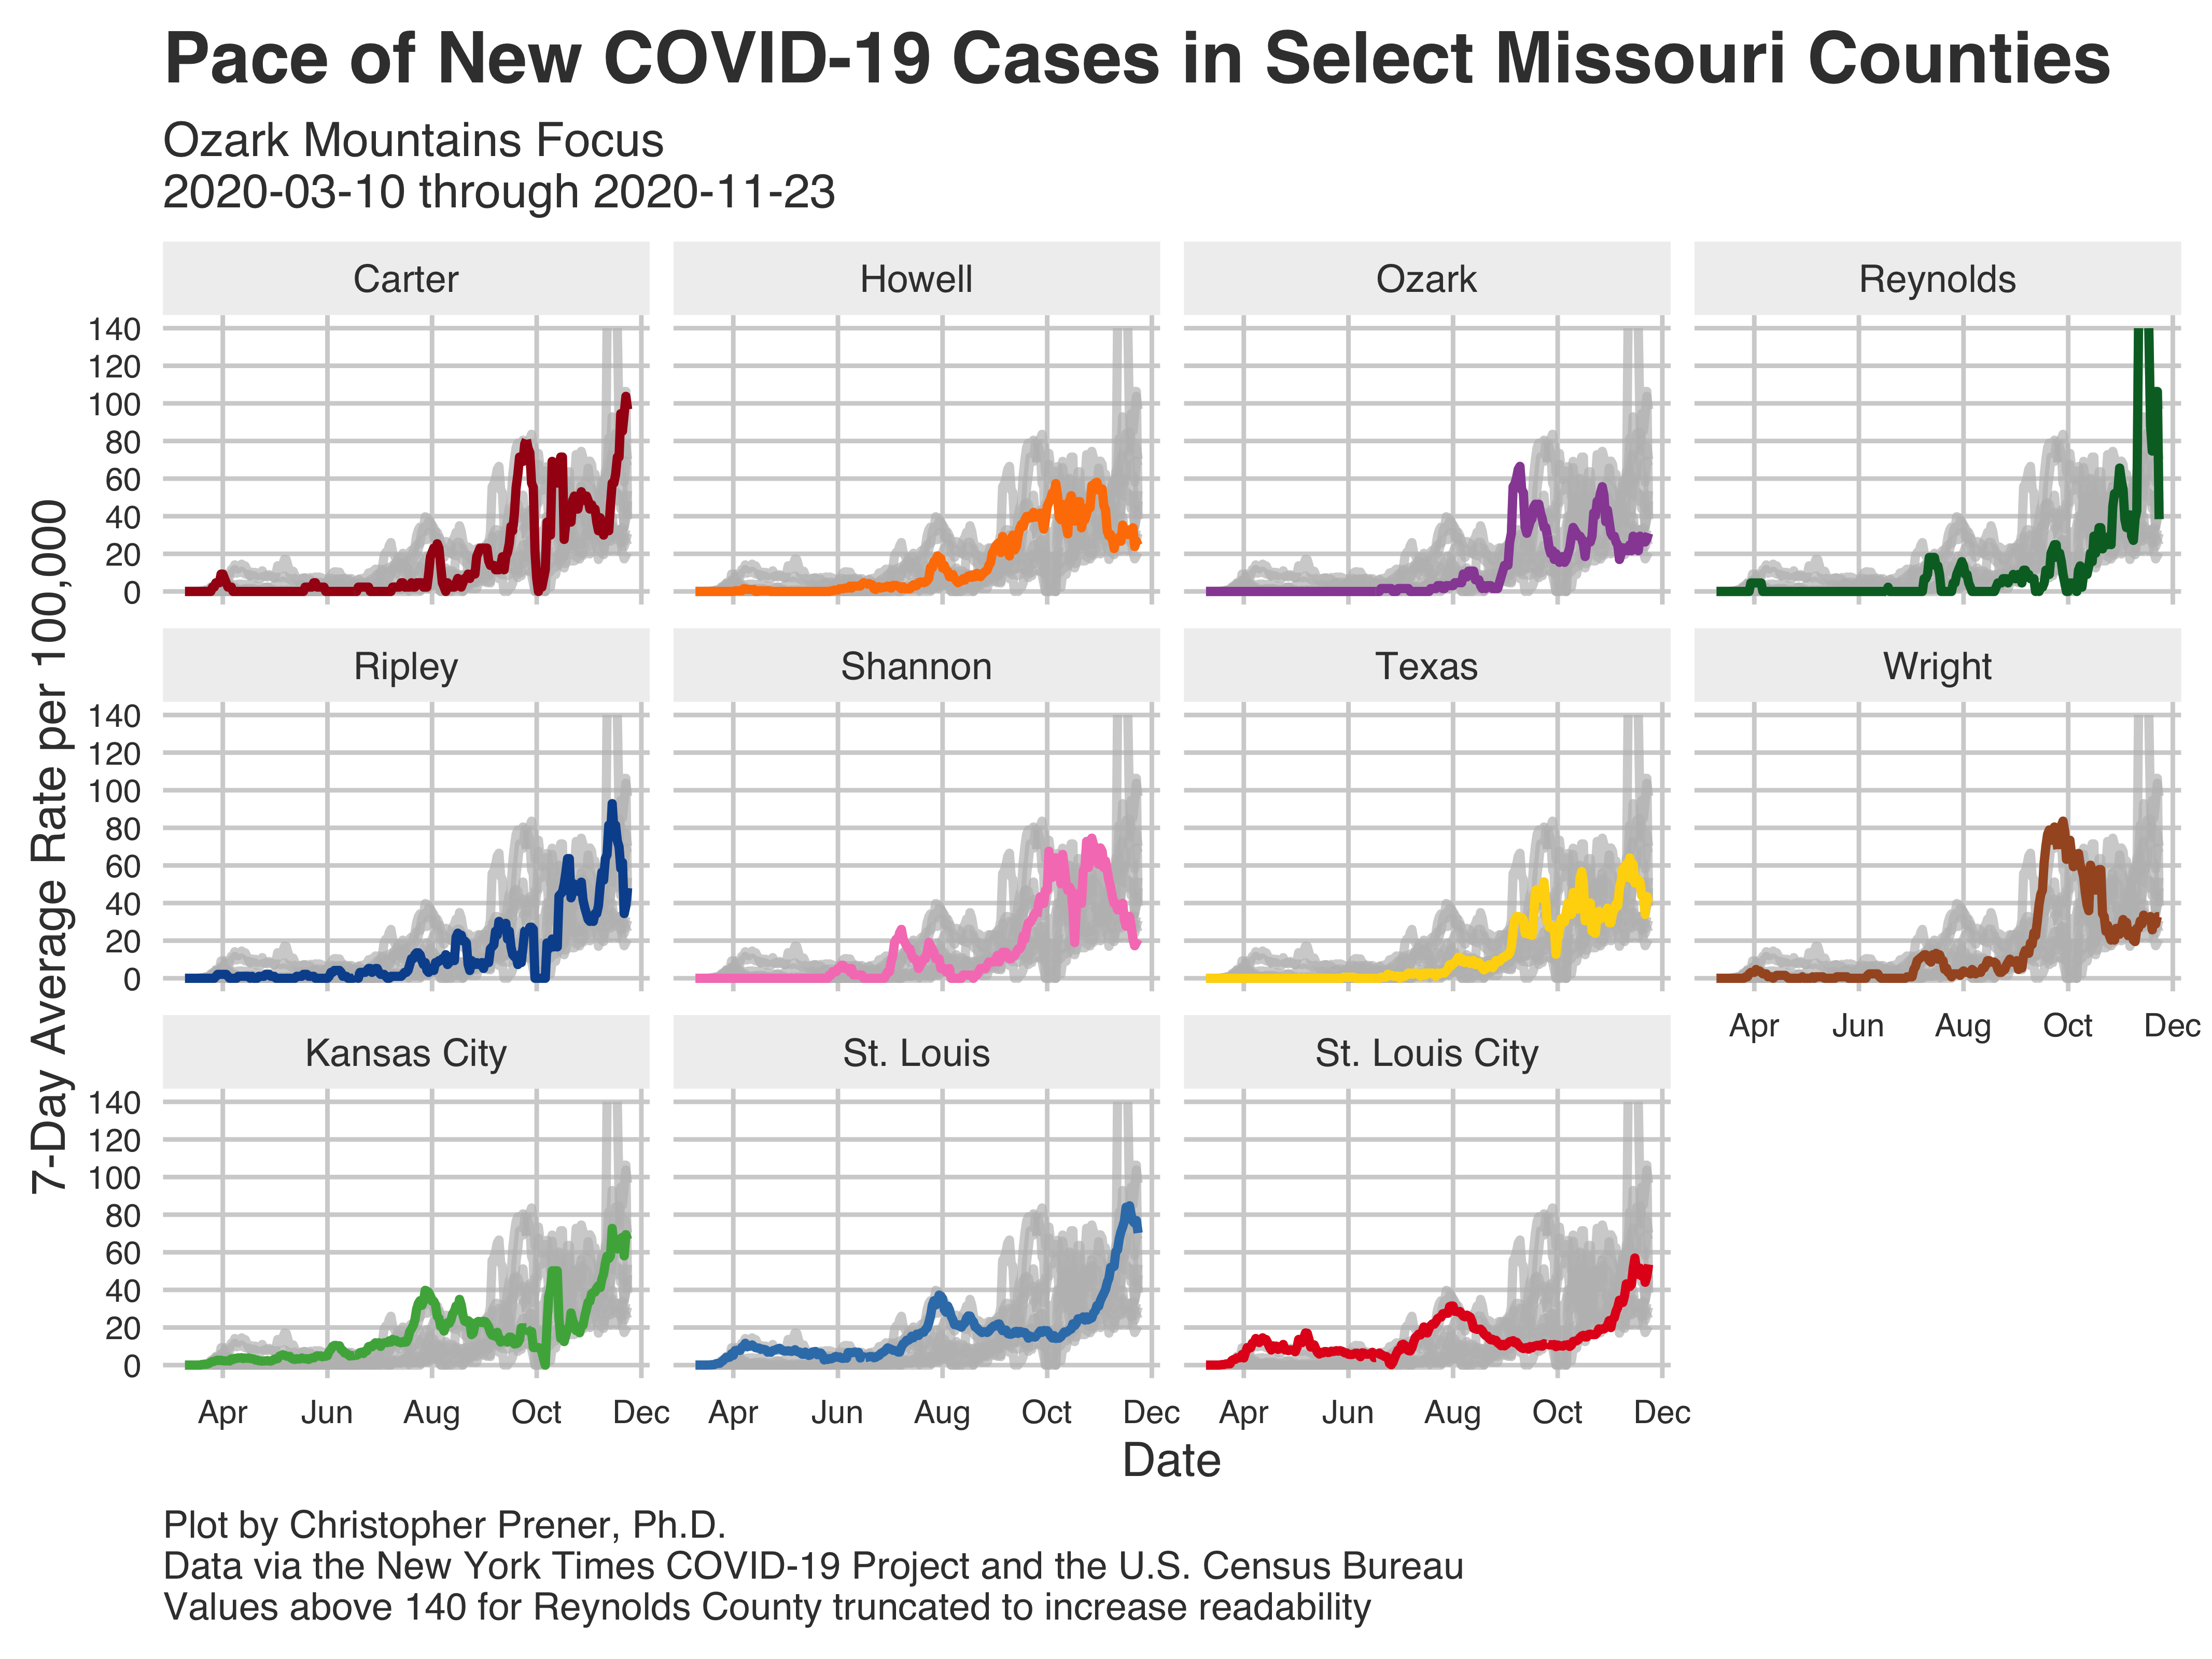 Pace of New COVID-19 Cases in Select Missouri Counties
Ozark Mountains Focus
2020-03-10 through 2020-11-23
Carter
Howell
Ozark
Reynolds
140
120
100
80
60
40
20
0
Ripley
Shannon
Texas
Wright
140
120
100
80
60
40
20
0
Apr
Jun
Aug
Oct
Dec
Kansas City
St. Louis
St. Louis City
140
120
100
80
60
40
20
0
Apr
Jun
Aug
Oct
Dec
Apr
Jun
Aug
Oct
Dec
Apr
Jun
Aug
Oct
Dec
7-Day Average Rate per 100,000
Date
Plot by Christopher Prener, Ph.D.
Data via the New York Times COVID-19 Project and the U.S. Census Bureau
Values above 140 for Reynolds County truncated to increase readability